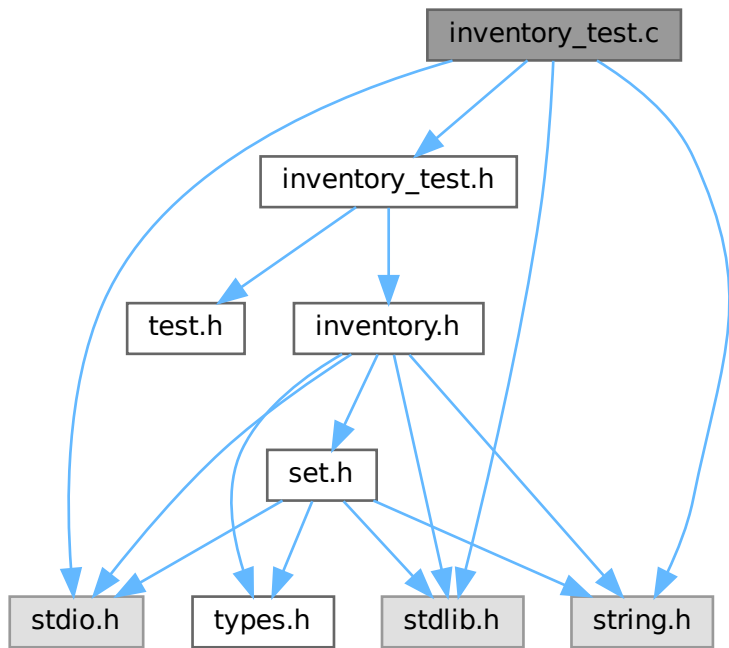 inventory_test.c
inventory_test.h
test.h
inventory.h
set.h
stdio.h
types.h
stdlib.h
string.h